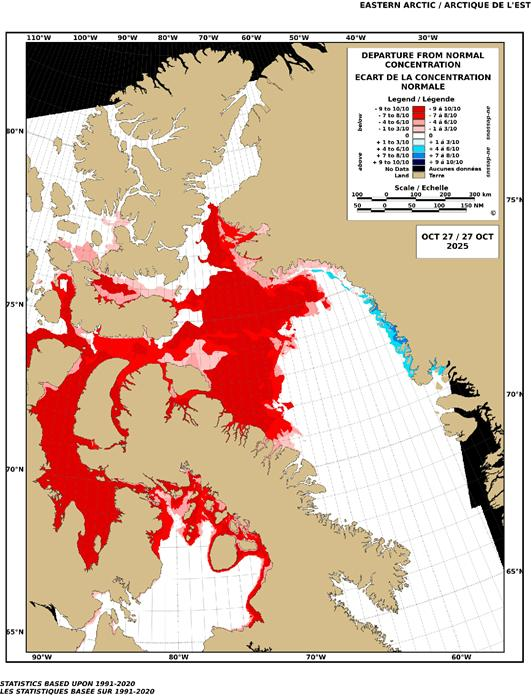 EASTERN ARCTIC / ARCTIQUE DE L'EST
110°W 100°W 90°W 80°W 70°W 60°W 50°W 40°W 30°W
DEPARTURE FROM NORMAL
CONCENTRATION
ECART DE LA CONCENTRATION
NORMALE
Legend / Légende
below
- 9 to 10/10 - 9 à 10/10
- 7 to 8/10 - 7 à 8/10
- 4 to 6/10 - 4 à 6/10
- 1 to 3/10 - 1 à 3/10
0 0
au-dessous
above
+ 1 to 3/10 + 1 à 3/10
+ 4 to 6/10 + 4 à 6/10
+ 7 to 8/10 + 7 à 8/10
+ 9 to 10/10 + 9 à 10/10
au-dessus
No Data Aucunes données
Land Terre
Scale / Echelle
100 0 100 200 300 km
50 0 50 100 150 NM
©
OCT 27 / 27 OCT
2025
80°N
75°N
75°N
70°N
70°N
65°N
65°N
90°W 80°W 70°W 60°W
STATISTICS BASED UPON 1991-2020
LES STATISTIQUES BASÉE SUR 1991-2020